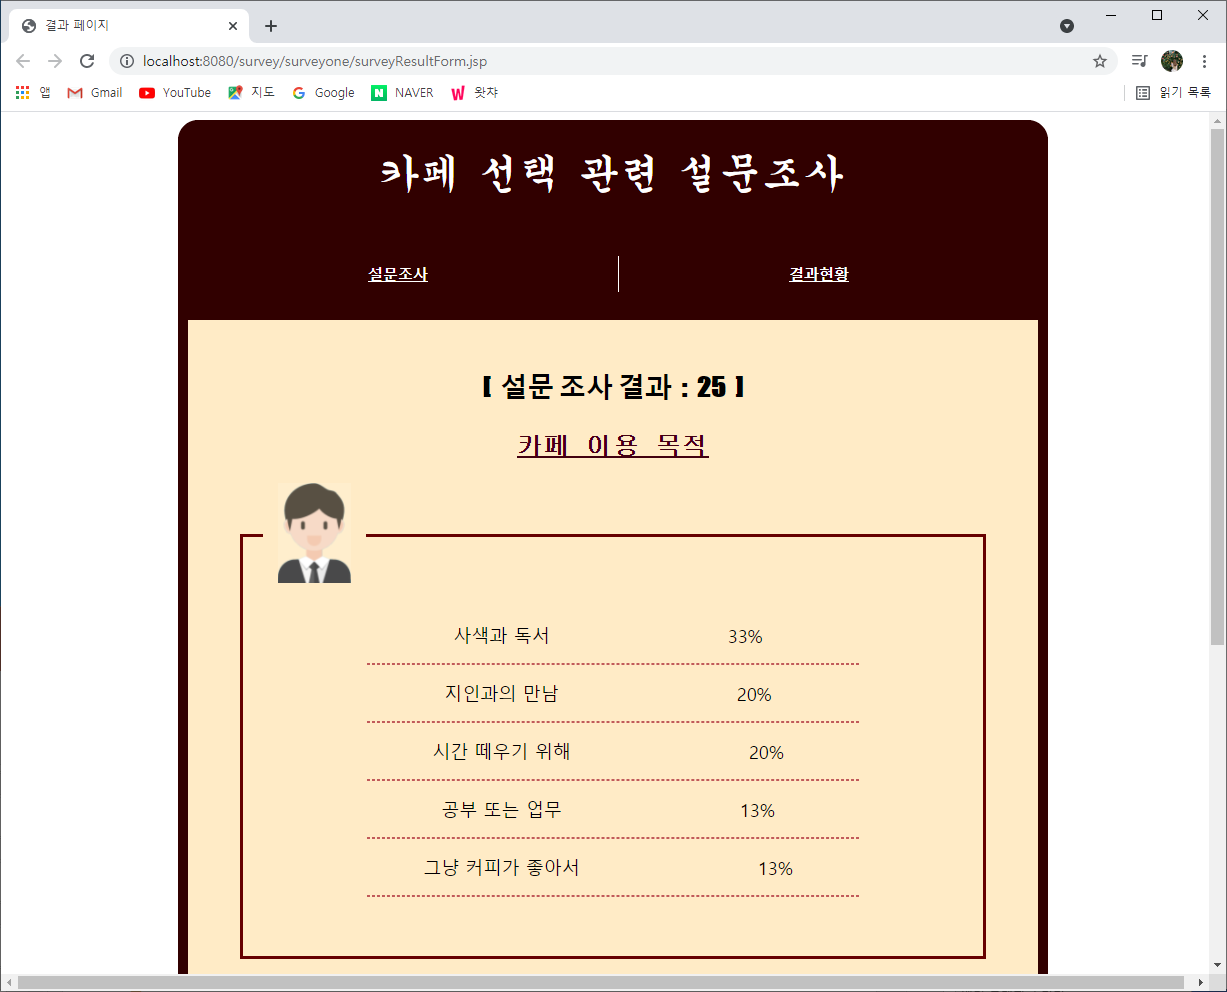 결과 페이지
localhost:8080/survey/surveyone/surveyResultForm.jsp
앱 Gmail YouTube 지도 Google NAVER 왓챠 읽기 목록
카페 선택 관련 설문조사
설문조사 결과현황
[ 설문 조사 결과 : 25 ]
카페 이용 목적
사색과 독서 33%
지인과의 만남 20%
시간 떼우기 위해 20%
공부 또는 업무 13%
그냥 커피가 좋아서 13%